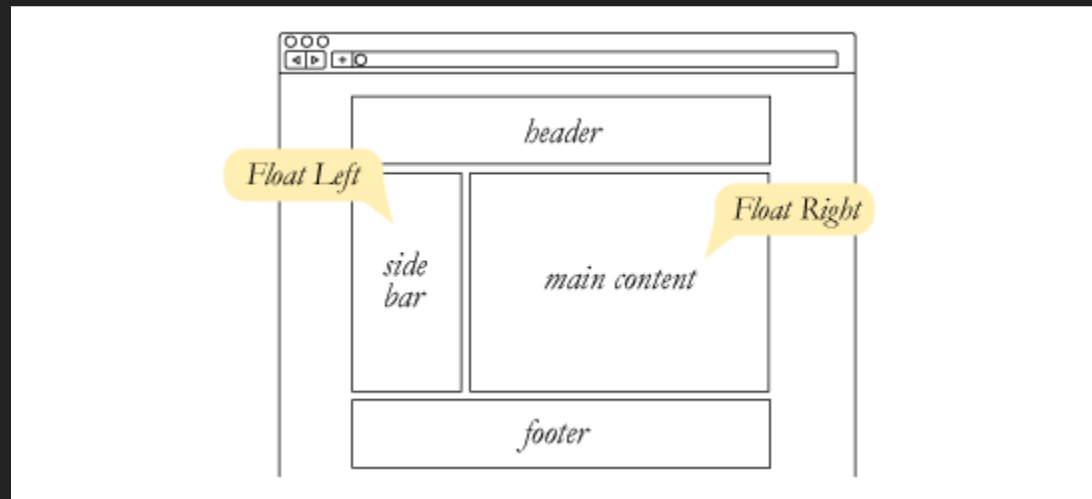 header
Float Left
Float Right
side
bar
main content
footer